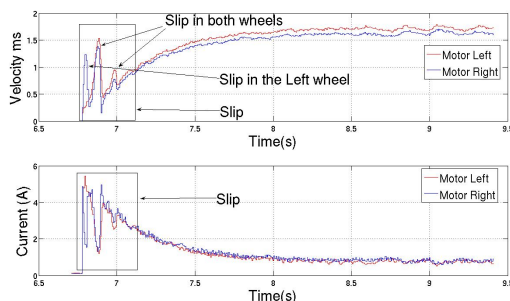 Slip in both wheels
2
Motor Left
Motor Right
1.5
1
0.5
0
Velocity ms
Slip in the Left wheel
Slip
6.5 7 7.5 8 8.5 9 9.5
Time(s)
6
4
2
0
Current (A)
Slip
Motor Left
Motor Right
6.5 7 7.5 8 8.5 9 9.5
Time(s)